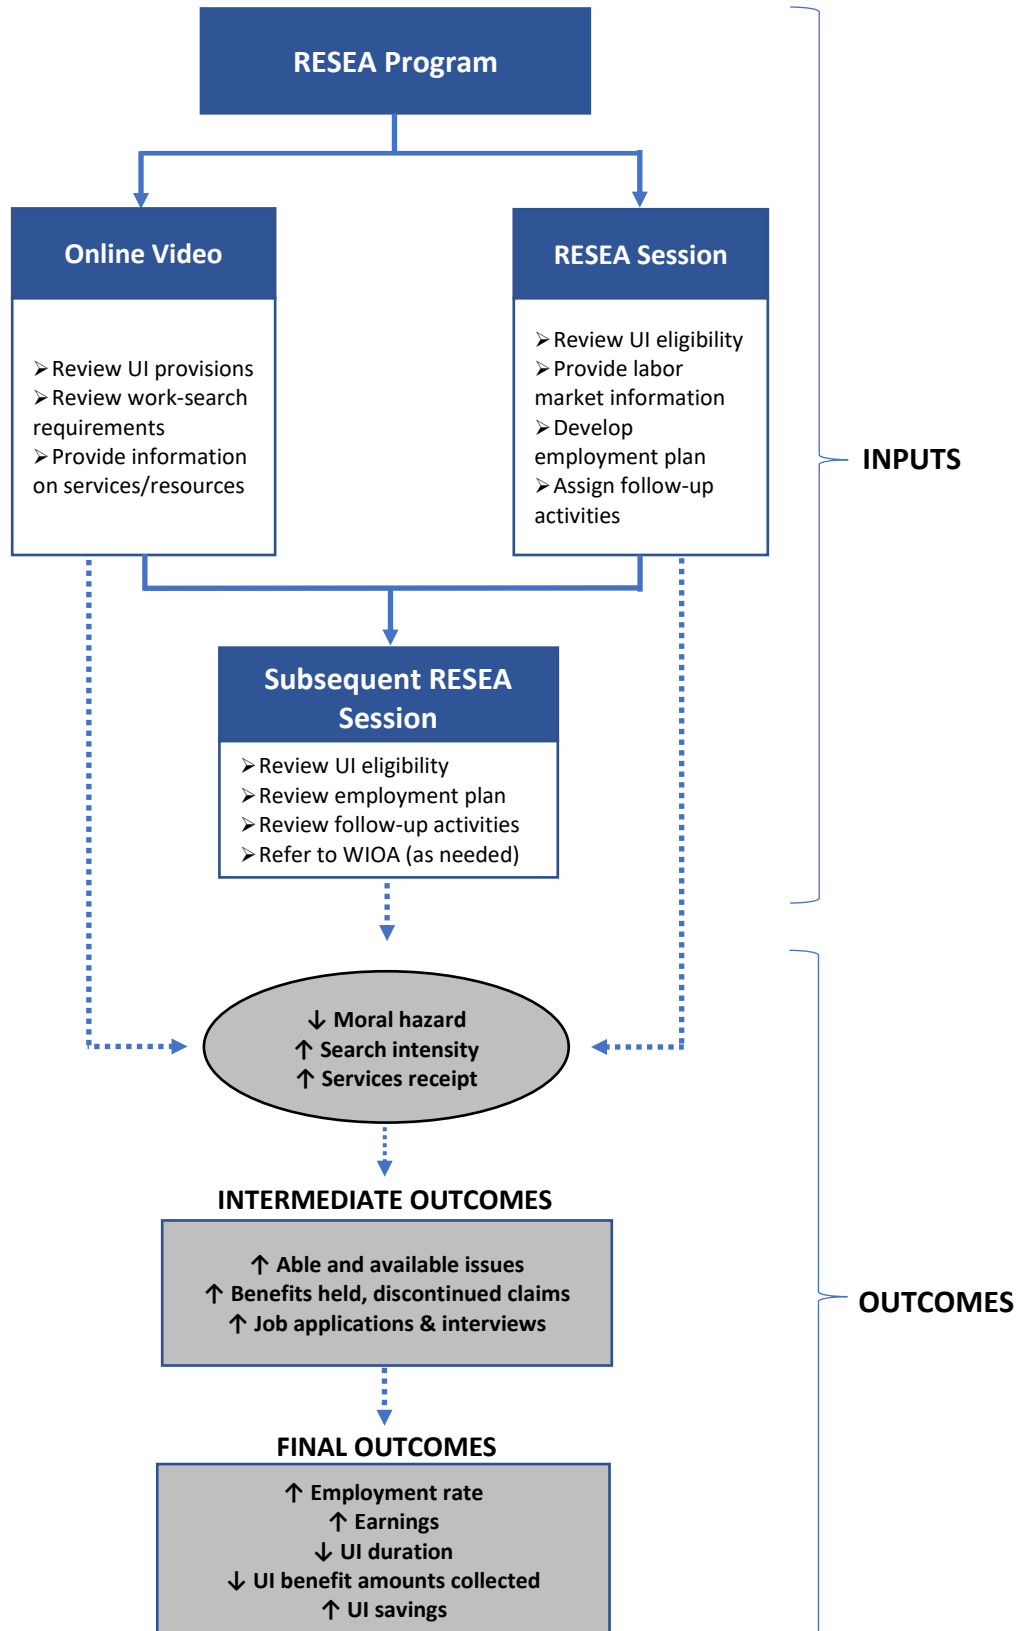 RESEA Program
Online Video
➢Review UI provisions
➢Review work-search
requirements
➢Provide information
on services/resources
RESEA Session
➢Review UI eligibility
➢Provide labor
market information
➢Develop
employment plan
➢Assign follow-up
activities
INPUTS
Subsequent RESEA
Session
➢Review UI eligibility
➢Review employment plan
➢Review follow-up activities
➢Refer to WIOA (as needed)
↓ Moral hazard
↑ Search intensity
↑ Services receipt
INTERMEDIATE OUTCOMES
↑ Able and available issues
↑ Benefits held, discontinued claims
↑ Job applications & interviews
OUTCOMES
FINAL OUTCOMES
↑ Employment rate
↑ Earnings
↓ UI duration
↓ UI benefit amounts collected
↑ UI savings